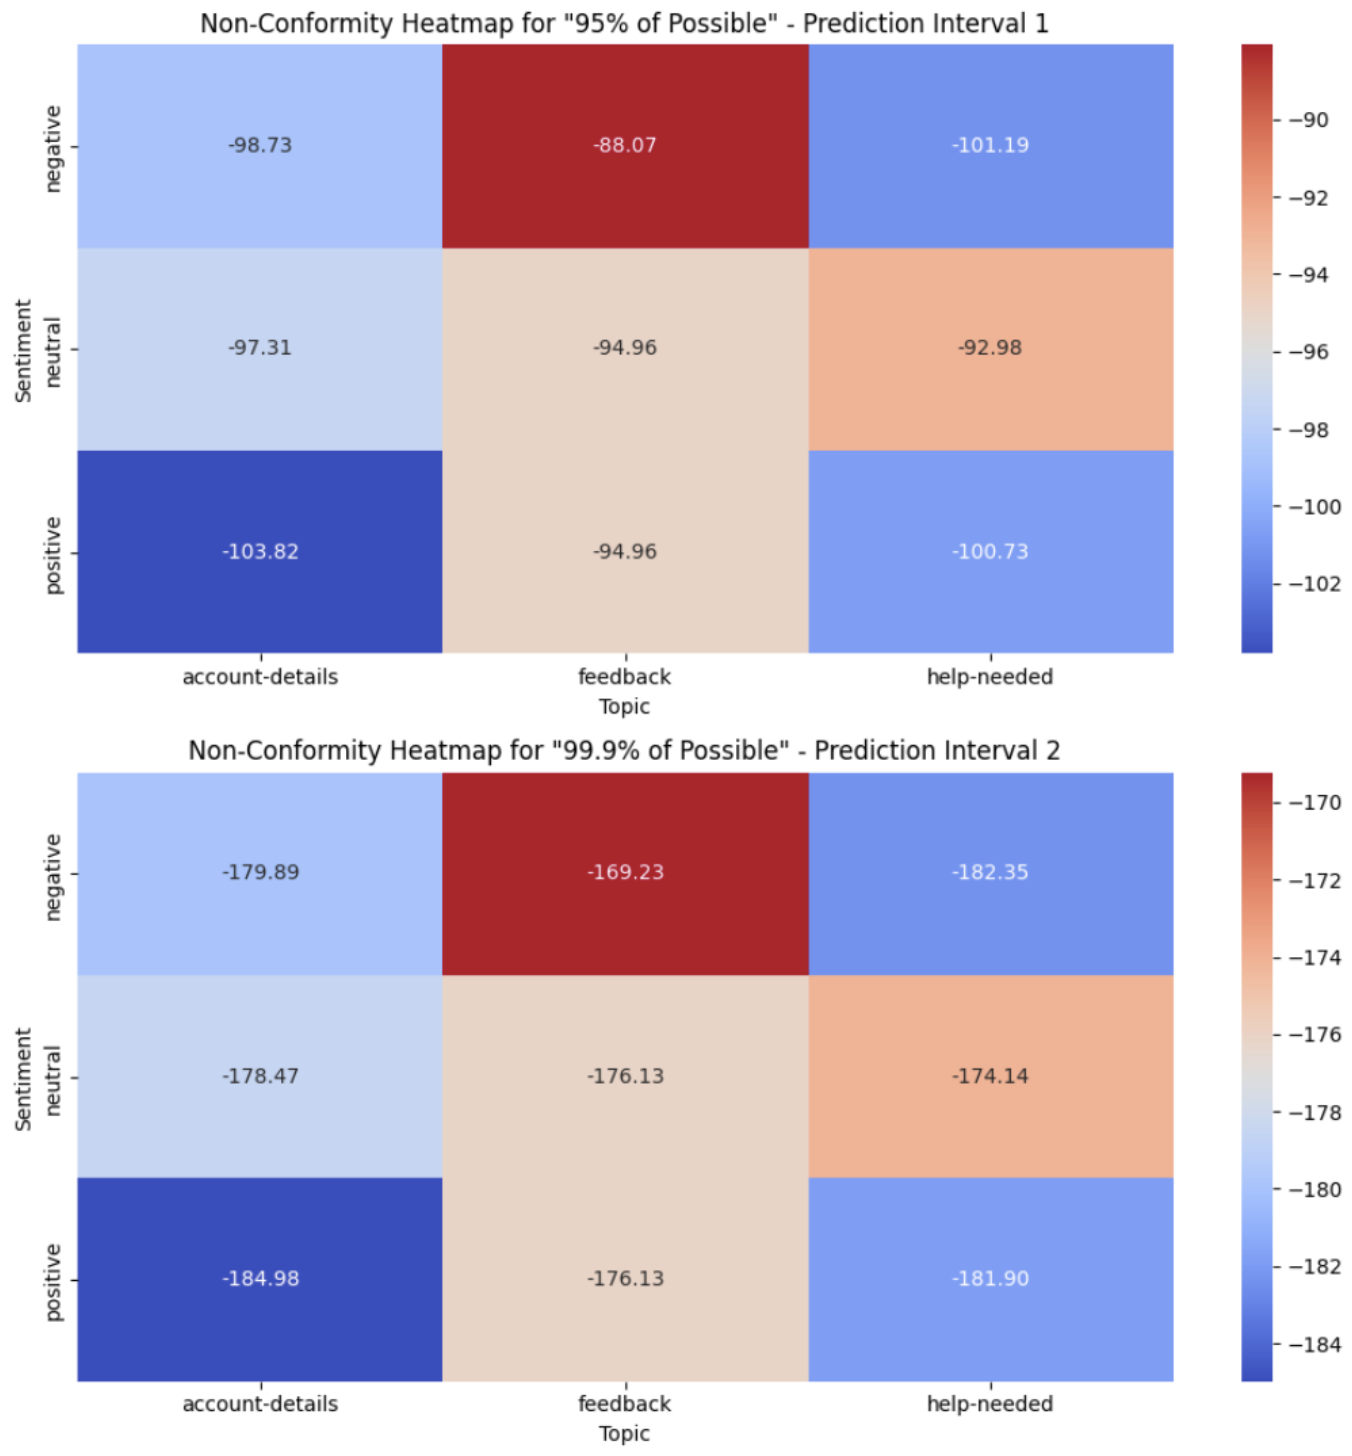 Non-Conformity Heatmap for "95% of Possible" - Prediction Interval 1
Sentiment
negative
neutral
positive
-98.73 -88.07 -101.19
-97.31 -94.96 -92.98
-103.82 -94.96 -100.73
account-details feedback help-needed
Topic
−90
−92
−94
−96
−98
−100
−102
Non-Conformity Heatmap for "99.9% of Possible" - Prediction Interval 2
Sentiment
negative
neutral
positive
-179.89 -169.23 -182.35
-178.47 -176.13 -174.14
-184.98 -176.13 -181.90
account-details feedback help-needed
Topic
−170
−172
−174
−176
−178
−180
−182
−184